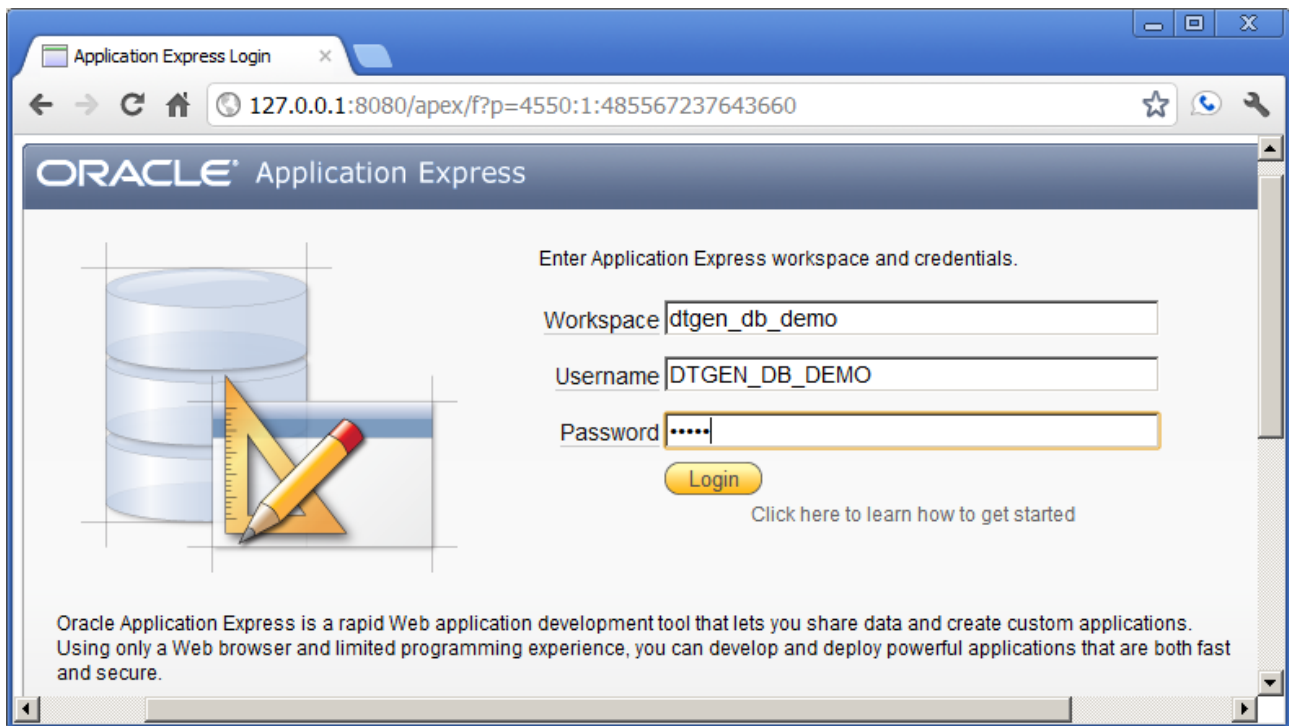 Application Express Login
127.0.0.1:8080/apex/f?p=4550:1:485567237643660
ORACLE® Application Express
Enter Application Express workspace and credentials.
Workspace dtgen_db_demo
Username DTGEN_DB_DEMO
Password •••••
Login
Click here to learn how to get started
Oracle Application Express is a rapid Web application development tool that lets you share data and create custom applications.
Using only a Web browser and limited programming experience, you can develop and deploy powerful applications that are both fast
and secure.